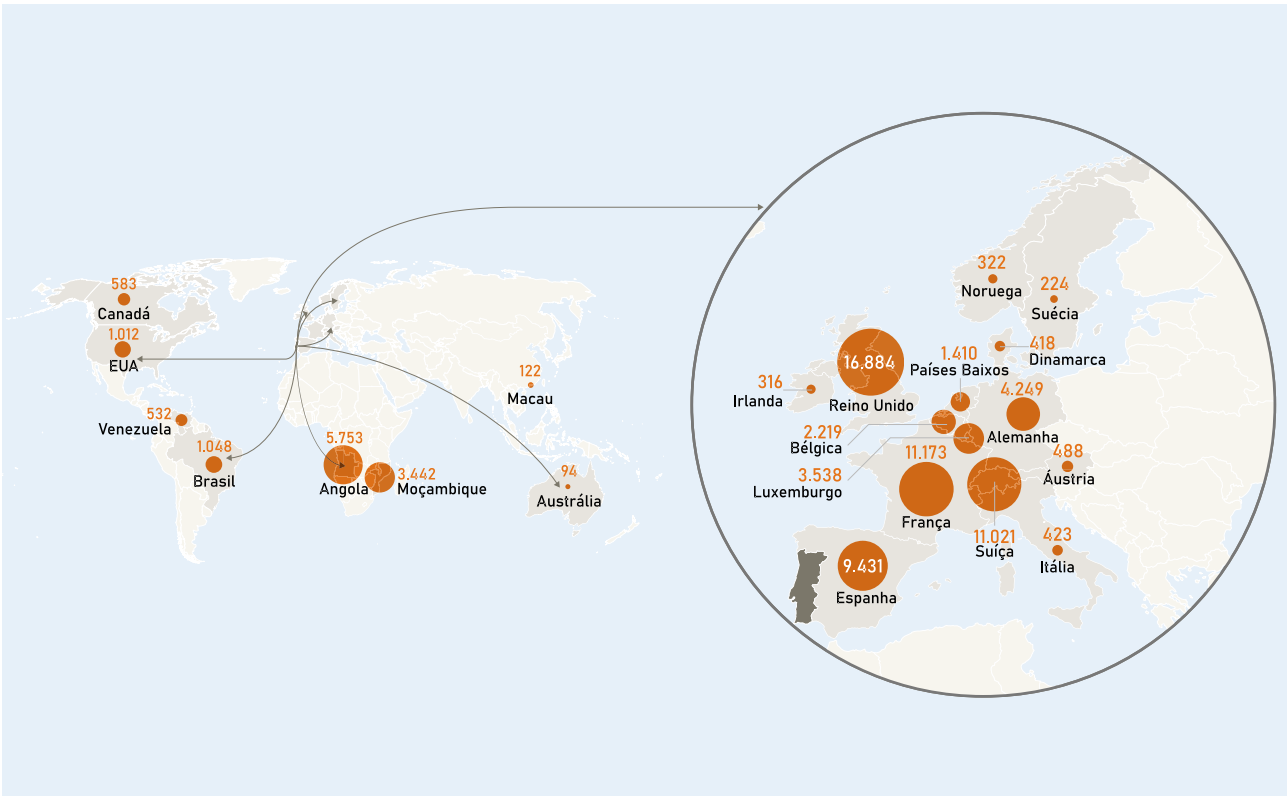 583
Canadá
1.012
EUA
532
Venezuela
1.048
Brasil
5.753
Angola
3.442
Moçambique
122
Macau
94
Austrália
322
Noruega
224
Suécia
418
Dinamarca
1.410
Países Baixos
16.884
Reino Unido
316
Irlanda
4.249
Alemanha
2.219
Bélgica
3.538
Luxemburgo
11.173
França
11.021
Suíça
488
Áustria
423
Itália
9.431
Espanha